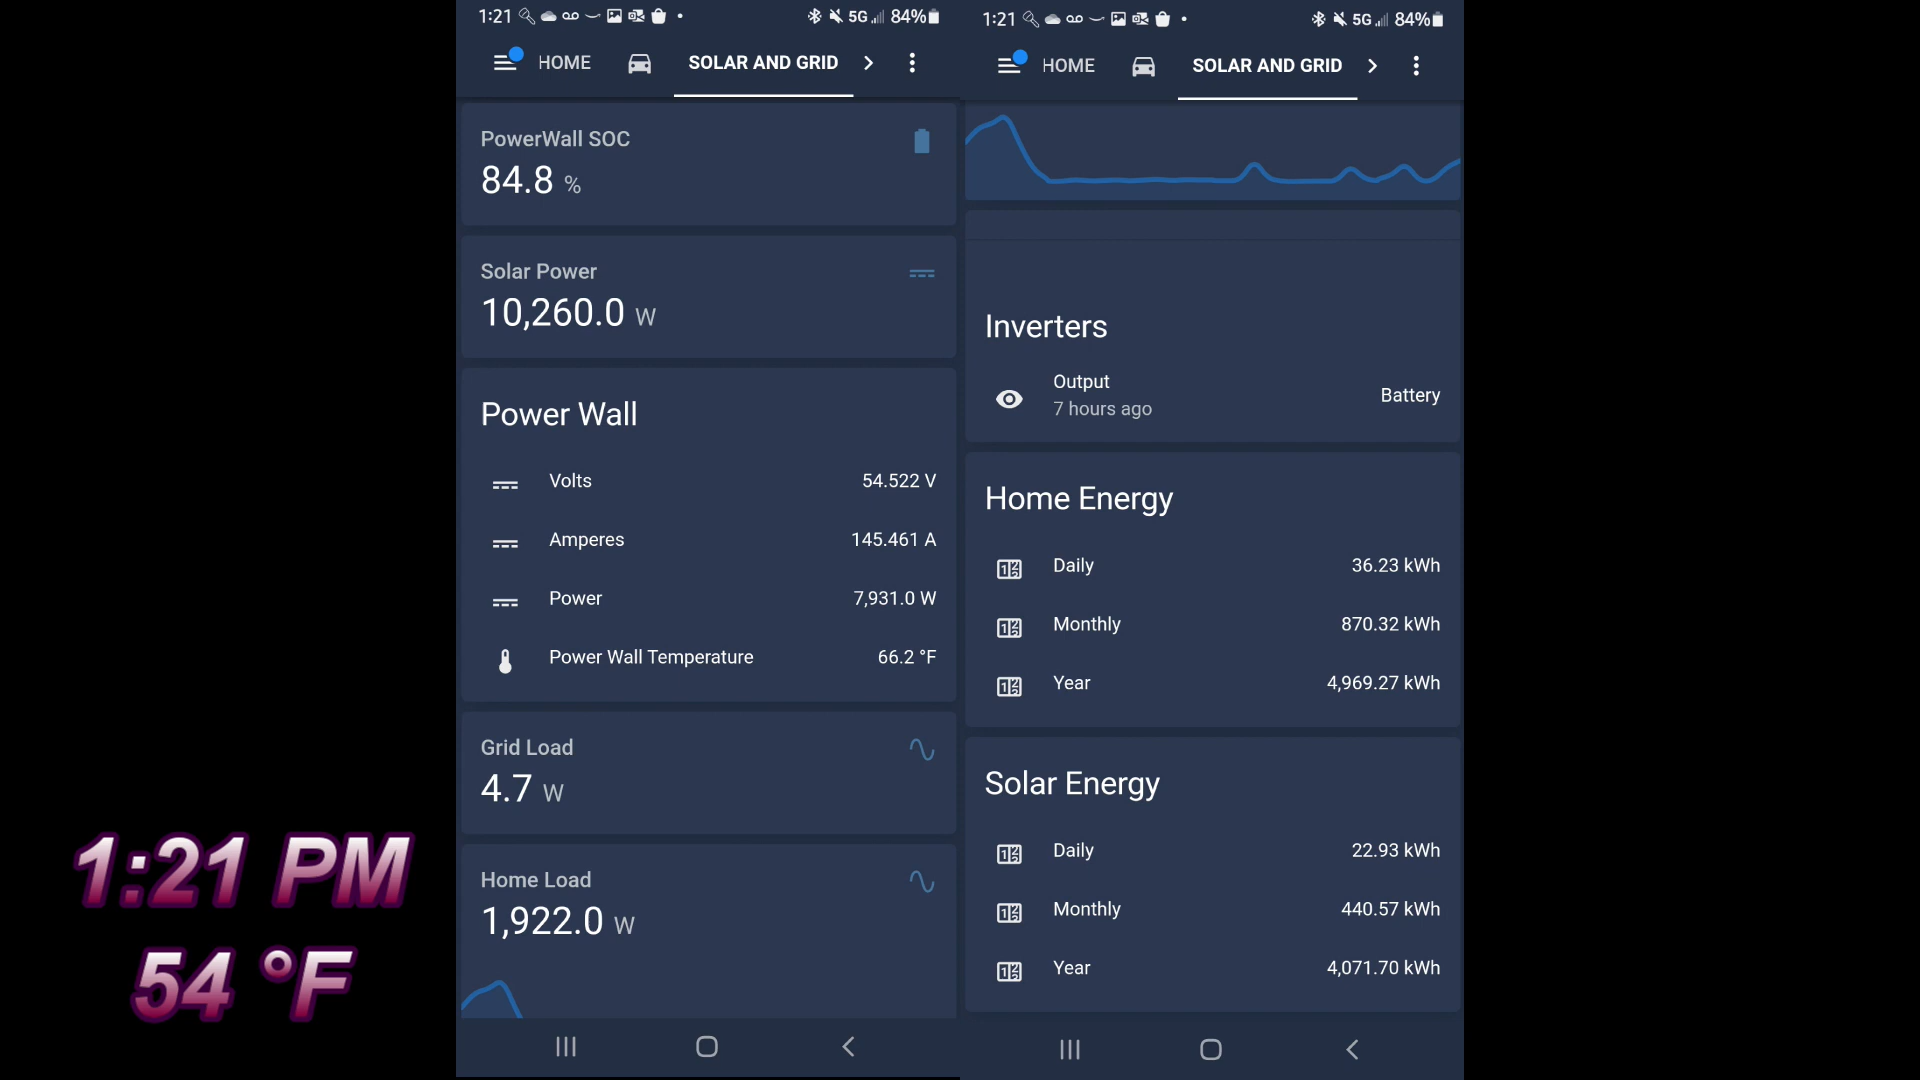 1:21 5G 84%
HOME SOLAR AND GRID
PowerWall SOC
84.8 %
Solar Power
10,260.0 W
Power Wall
Volts 54.522 V
Amperes 145.461 A
Power 7,931.0 W
Power Wall Temperature 66.2 °F
Grid Load
4.7 W
Home Load
1,922.0 W
1:21 5G 84%
HOME SOLAR AND GRID
Inverters
Output Battery
7 hours ago
Home Energy
Daily 36.23 kWh
Monthly 870.32 kWh
Year 4,969.27 kWh
Solar Energy
Daily 22.93 kWh
Monthly 440.57 kWh
Year 4,071.70 kWh
1:21 PM
54 °F